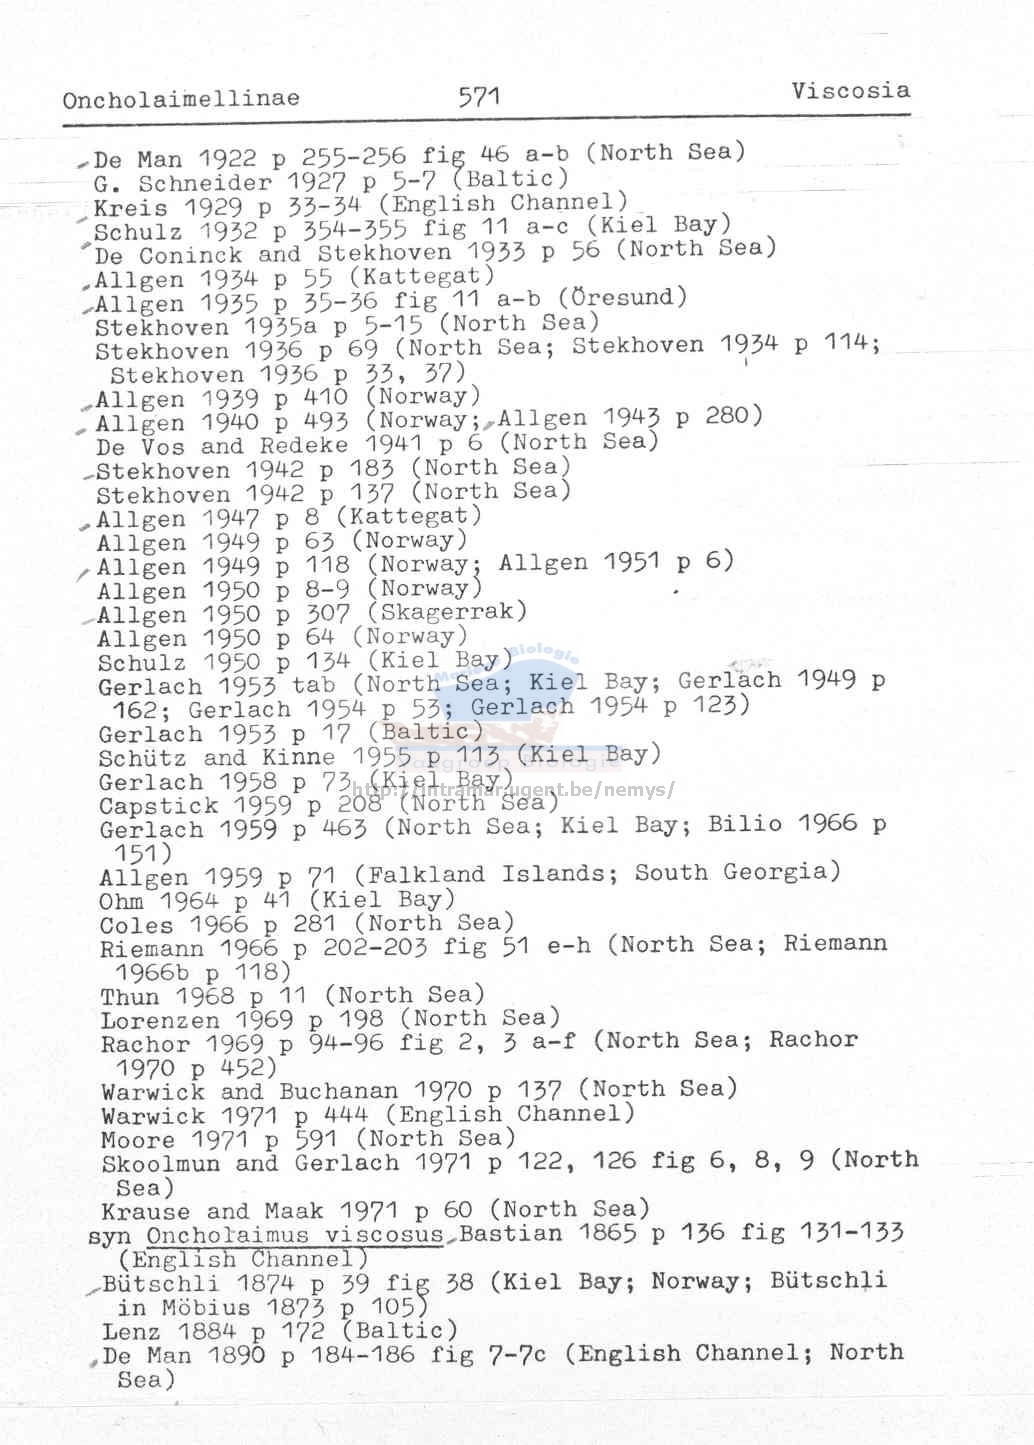 Oncholaimellinae 571 Viscosia
De Man 1922 p 255-256 fig 46 a-b (North Sea)
G. Schneider 1927 p 5-7 (Baltic)
Kreis 1929 p 33-34 (English Channel)
Schulz 1932 p 354-355 fig 11 a-c (Kiel Bay)
De Coninck and Stekhoven 1933 p 56 (North Sea)
Allgen 1934 p 55 (Kattegat)
Allgen 1935 p 35-36 fig 11 a-b (Öresund)
Stekhoven 1935a p 5-15 (North Sea)
Stekhoven 1936 p 69 (North Sea; Stekhoven 1934 p 114;
Stekhoven 1936 p 33, 37)
Allgen 1939 p 410 (Norway)
Allgen 1940 p 493 (Norway; Allgen 1943 p 280)
De Vos and Redeke 1941 p 6 (North Sea)
Stekhoven 1942 p 183 (North Sea)
Stekhoven 1942 p 137 (North Sea)
Allgen 1947 p 8 (Kattegat)
Allgen 1949 p 63 (Norway)
Allgen 1949 p 118 (Norway; Allgen 1951 p 6)
Allgen 1950 p 8-9 (Norway)
Allgen 1950 p 307 (Skagerrak)
Allgen 1950 p 64 (Norway)
Schulz 1950 p 134 (Kiel Bay)
Marine Biologie
Gerlach 1953 tab (North Sea; Kiel Bay; Gerlach 1949 p
162; Gerlach 1954 p 53; Gerlach 1954 p 123)
Gerlach 1953 p 17 (Baltic)
Schütz and Kinne 1955 p 113 (Kiel Bay)
Vakgroep Biologie
Gerlach 1958 p 73 (Kiel Bay)
http://intramar.ugent.be/nemys/
Capstick 1959 p 208 (North Sea)
Gerlach 1959 p 463 (North Sea; Kiel Bay; Bilio 1966 p
151)
Allgen 1959 p 71 (Falkland Islands; South Georgia)
Ohm 1964 p 41 (Kiel Bay)
Coles 1966 p 281 (North Sea)
Riemann 1966 p 202-203 fig 51 e-h (North Sea; Riemann
1966b p 118)
Thun 1968 p 11 (North Sea)
Lorenzen 1969 p 198 (North Sea)
Rachor 1969 p 94-96 fig 2, 3 a-f (North Sea; Rachor
1970 p 452)
Warwick and Buchanan 1970 p 137 (North Sea)
Warwick 1971 p 444 (English Channel)
Moore 1971 p 591 (North Sea)
Skoolmun and Gerlach 1971 p 122, 126 fig 6, 8, 9 (North
Sea)
Krause and Maak 1971 p 60 (North Sea)
syn Oncholaimus viscosus Bastian 1865 p 136 fig 131-133
(English Channel)
Bütschli 1874 p 39 fig 38 (Kiel Bay; Norway; Bütschli
in Möbius 1873 p 105)
Lenz 1884 p 172 (Baltic)
De Man 1890 p 184-186 fig 7-7c (English Channel; North
Sea)